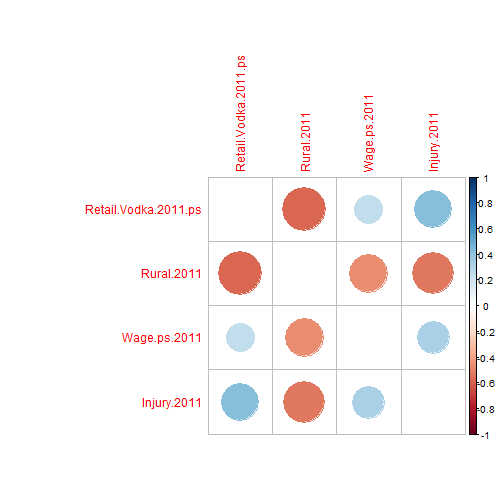 Retail.Vodka.2011.ps
Rural.2011
Wage.ps.2011
Injury.2011
Retail.Vodka.2011.ps
Rural.2011
Wage.ps.2011
Injury.2011
1
0.8
0.6
0.4
0.2
0
-0.2
-0.4
-0.6
-0.8
-1